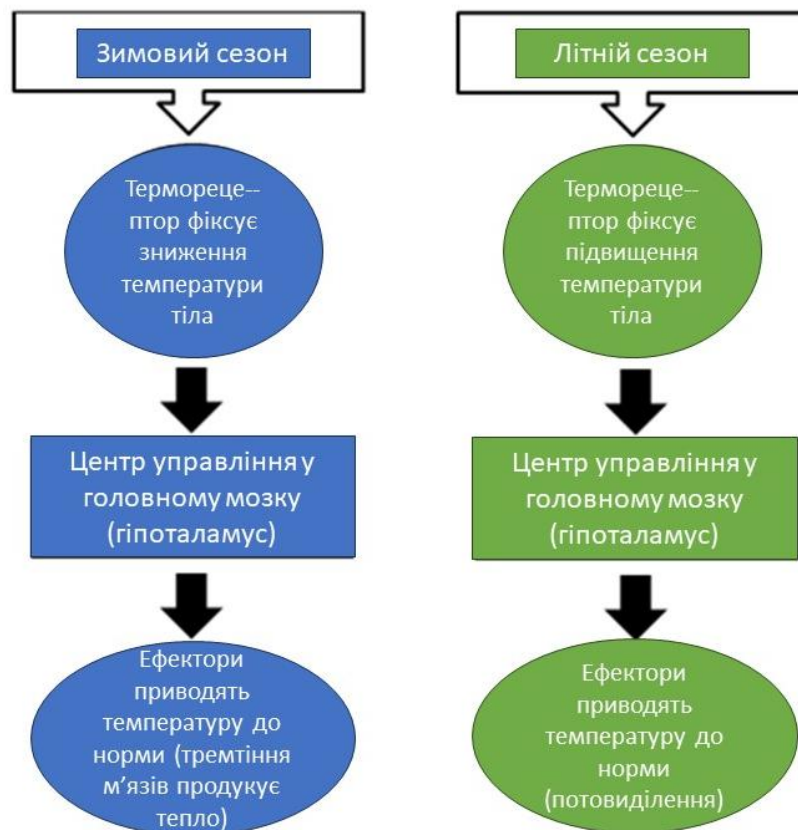 Зимовий сезон
Термореце--
птор фіксує
зниження
температури
тіла
Центр управління у
головному мозку
(гіпоталамус)
Ефектори
приводять
температуру до
норми (тремтіння
м’язів продукує
тепло)
Літній сезон
Термореце--
птор фіксує
підвищення
температури
тіла
Центр управління у
головному мозку
(гіпоталамус)
Ефектори
приводять
температуру до
норми
(потовиділення)